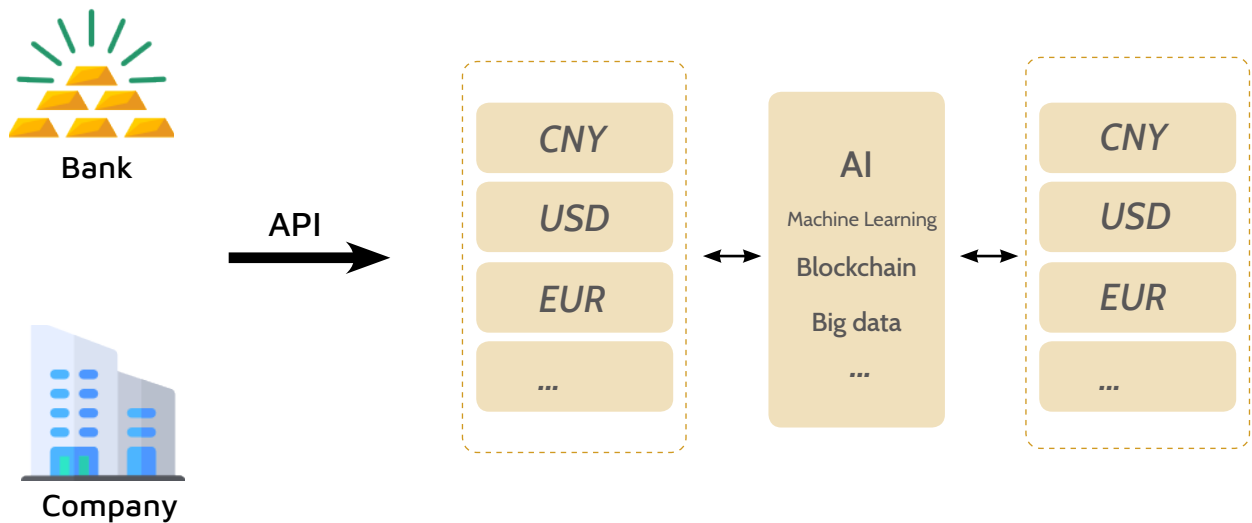 Bank
Company
API
CNY
USD
EUR
...
AI
Machine Learning
Blockchain
Big data
...
CNY
USD
EUR
...